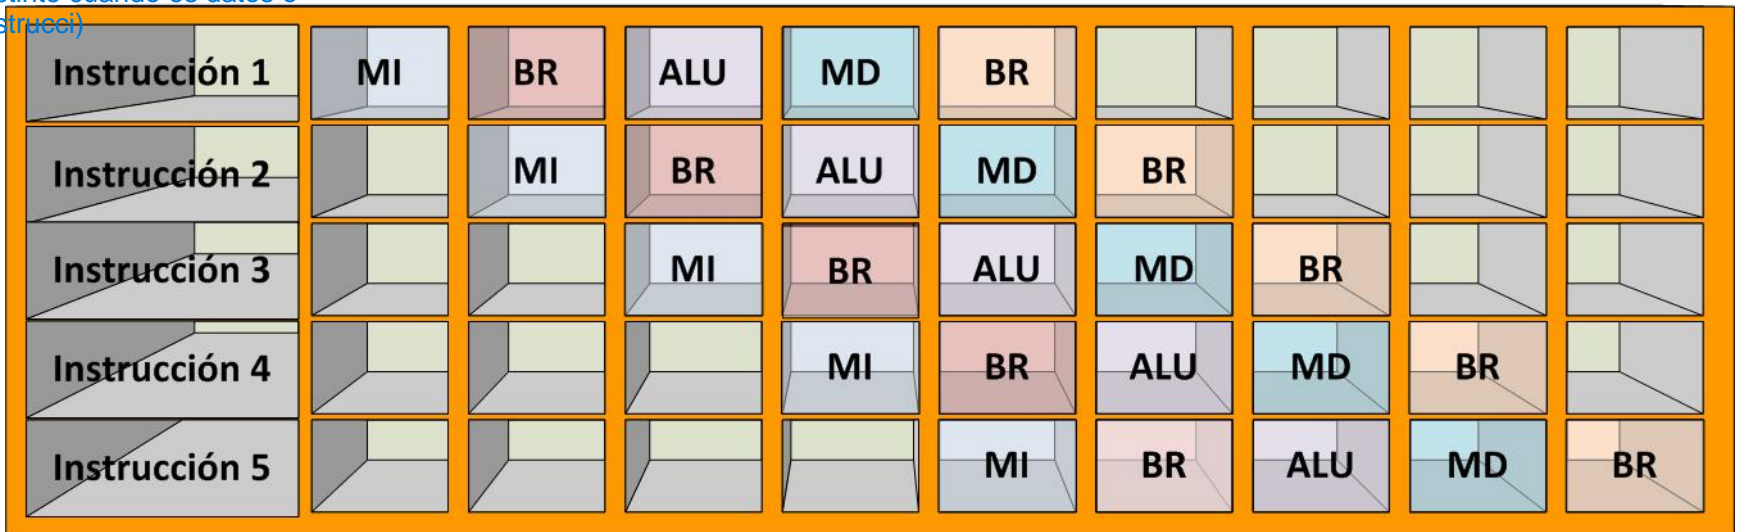 strucci)
Instrucción 1 MI BR ALU MD BR
Instrucción 2 MI BR ALU MD BR
Instrucción 3 MI BR ALU MD BR
Instrucción 4 MI BR ALU MD BR
Instrucción 5 MI BR ALU MD BR